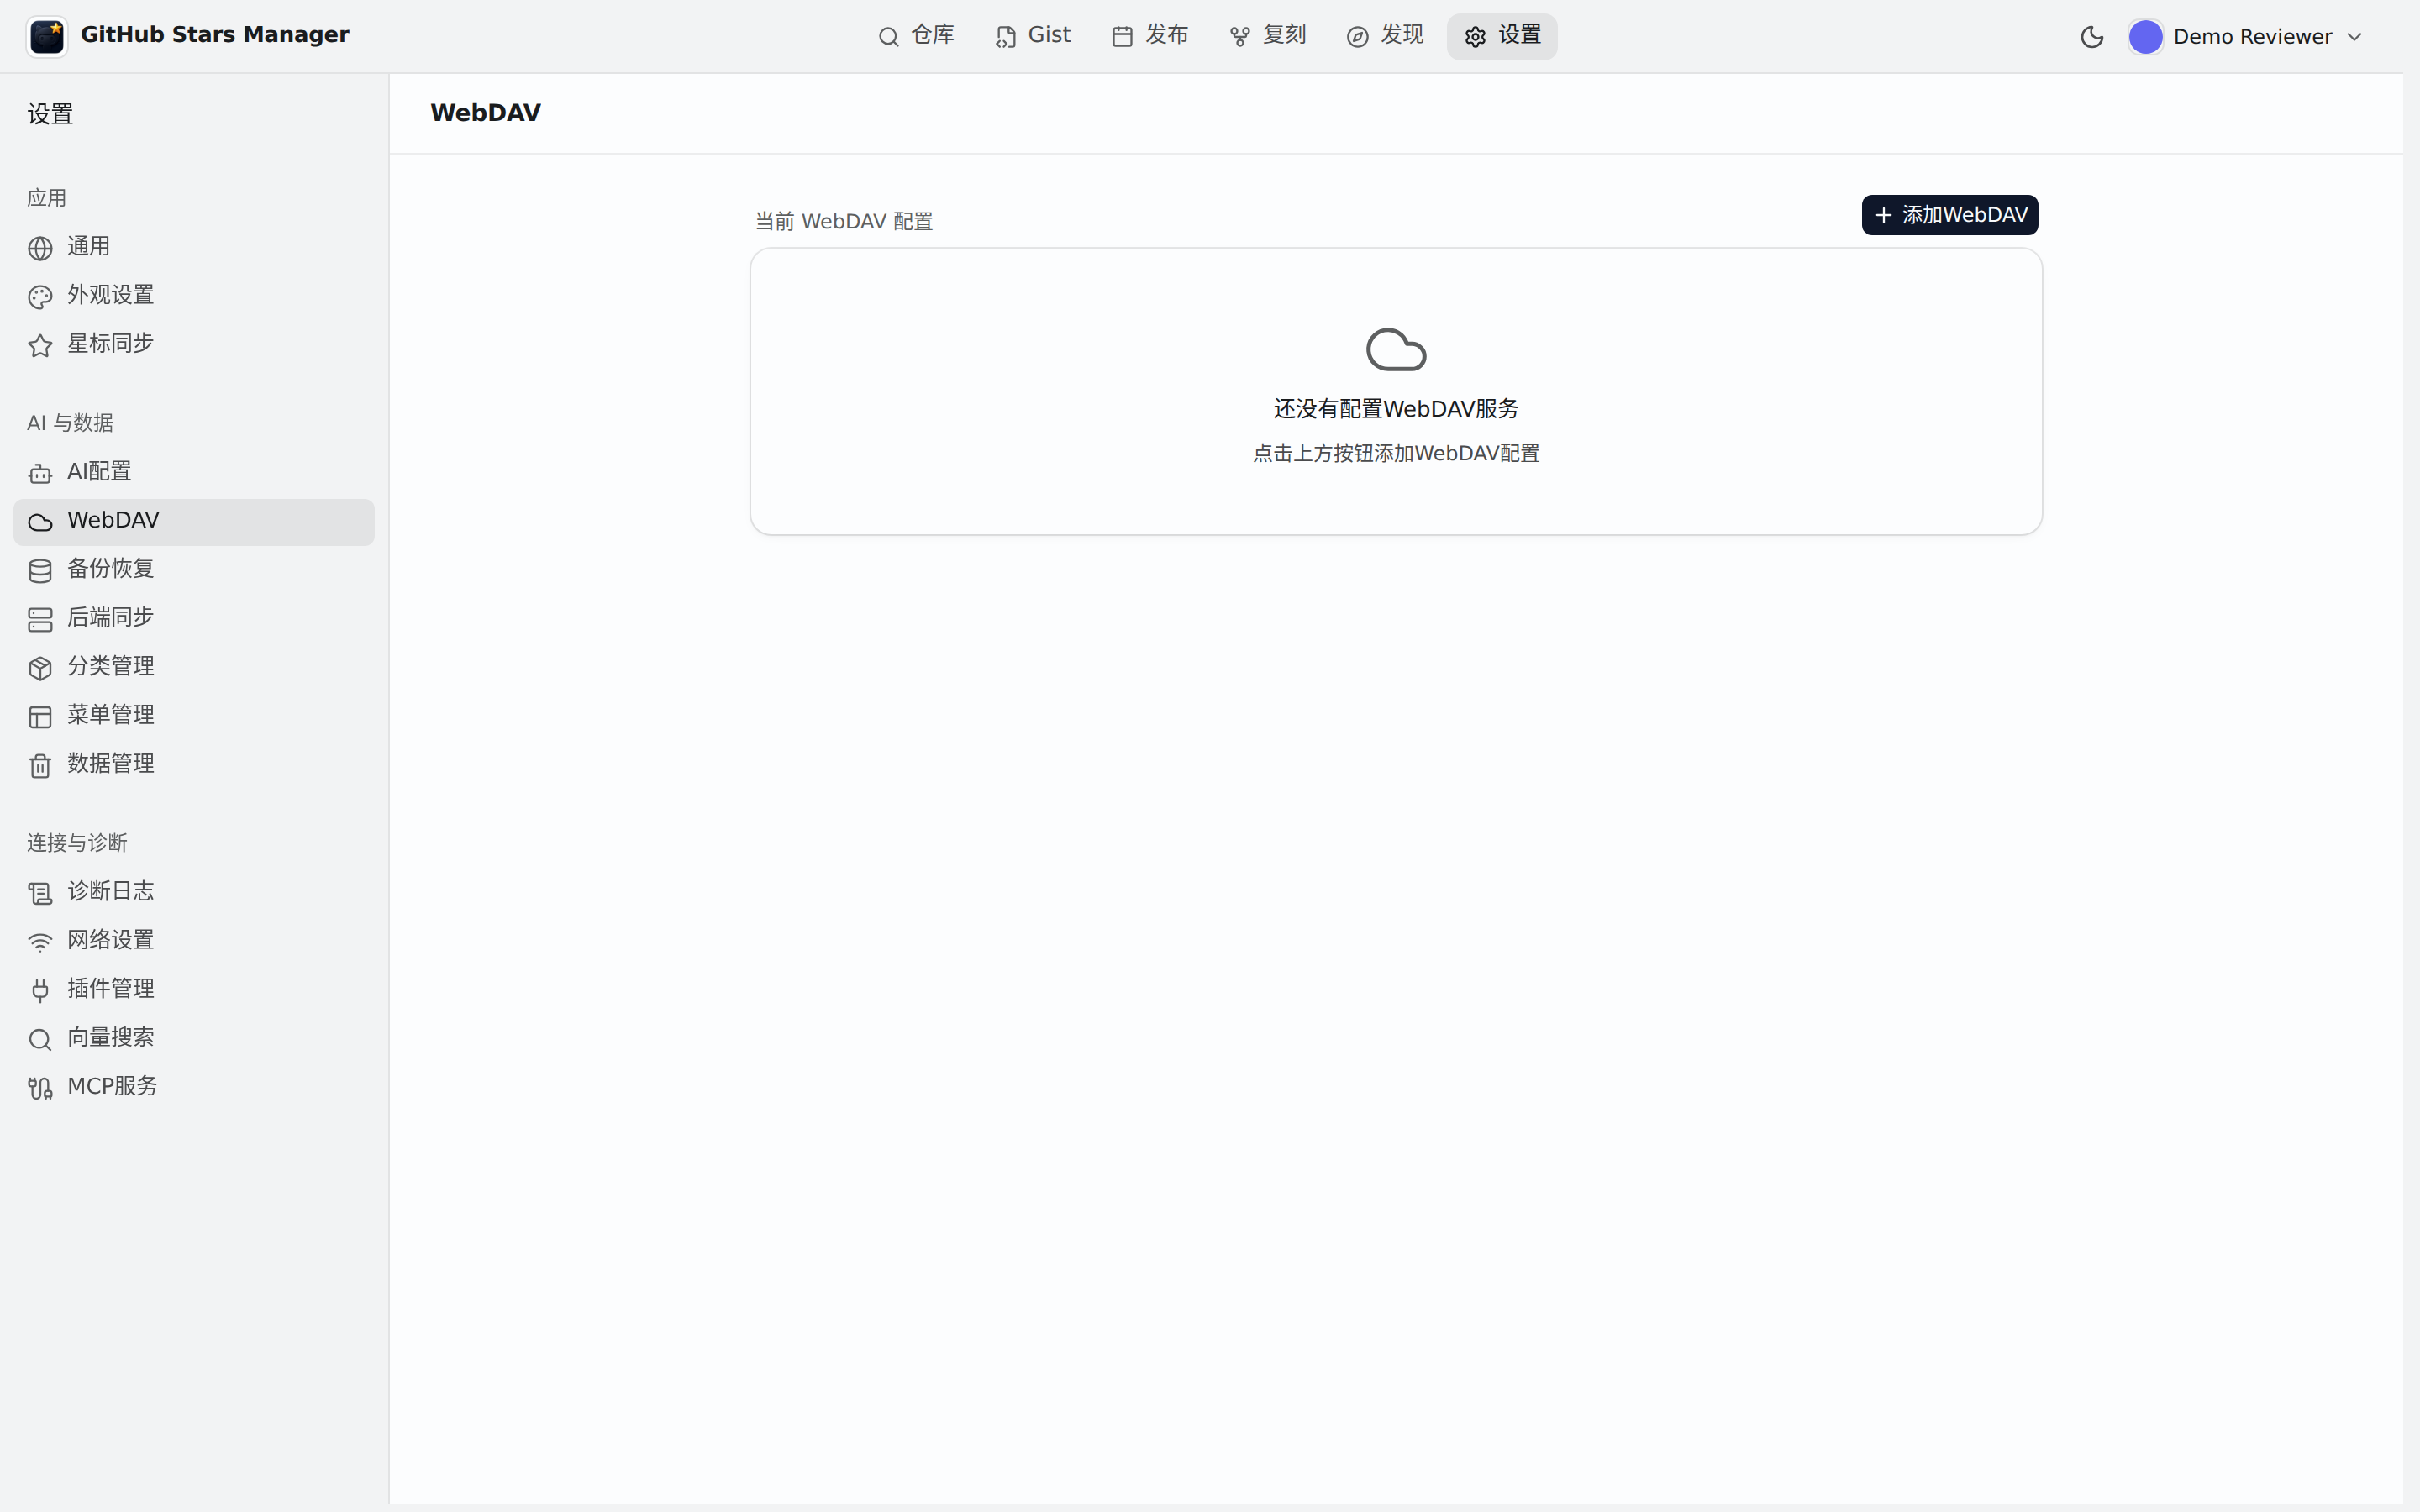 GitHub Stars Manager
仓库
Gist
发布
复刻
发现
设置
Demo Reviewer
设置
应用
通用
外观设置
星标同步
AI 与数据
AI配置
WebDAV
备份恢复
后端同步
分类管理
菜单管理
数据管理
连接与诊断
诊断日志
网络设置
插件管理
向量搜索
MCP服务
WebDAV
当前 WebDAV 配置
添加WebDAV
还没有配置WebDAV服务
点击上方按钮添加WebDAV配置